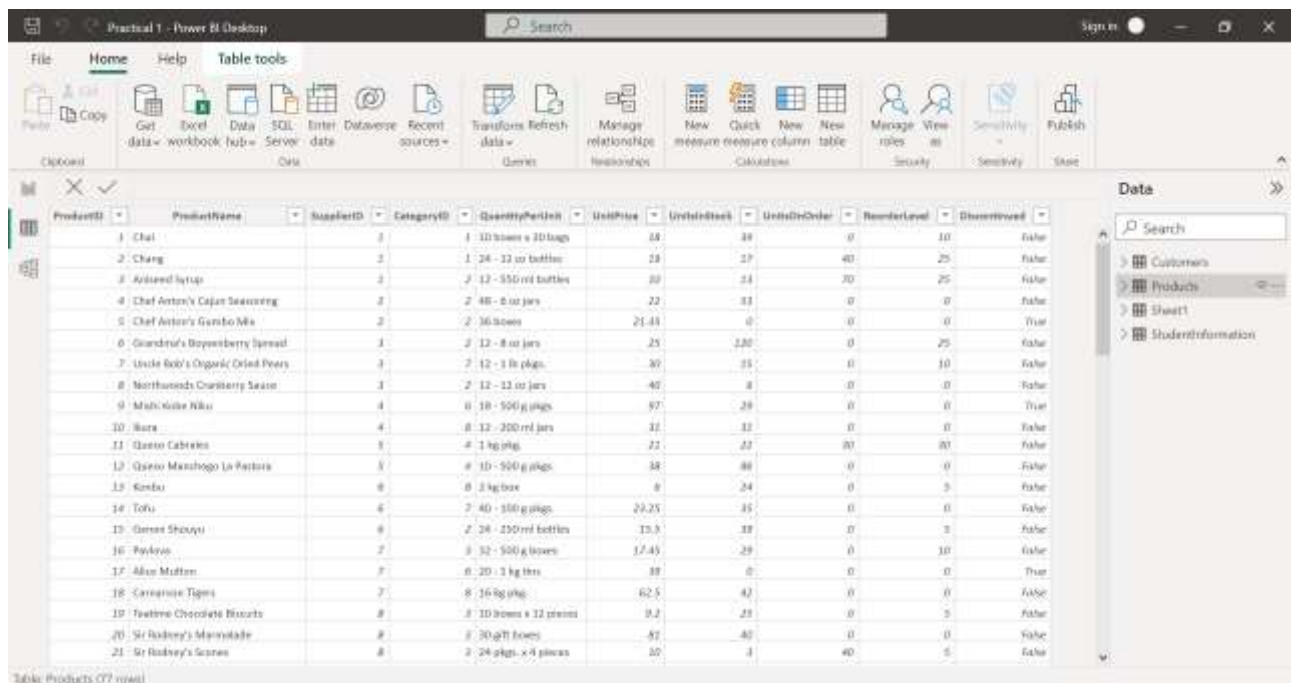 Practical 1 - Power BI Desktop
Search
Sign in
File Home Help Table tools
Cut
Paste Copy
Get data Excel workbook Data hub SQL Server Enter data Dataverse Recent sources
Transform data Refresh
Manage relationships
New measure Quick measure New column New table
Manage roles View as
Sensitivity
Publish
Clipboard Data Queries Relationships Calculations Security Sensitivity Share
ProductID ProductName SupplierID CategoryID QuantityPerUnit UnitPrice UnitsInStock UnitsOnOrder ReorderLevel Discontinued
1 Chai 1 1 10 boxes x 20 bags 18 39 0 10 False
2 Chang 1 1 24 - 12 oz bottles 19 17 40 25 False
3 Aniseed Syrup 1 2 12 - 550 ml bottles 10 13 70 25 False
4 Chef Anton's Cajun Seasoning 2 2 48 - 6 oz jars 22 53 0 0 False
5 Chef Anton's Gumbo Mix 2 2 36 boxes 21.35 0 0 0 True
6 Grandma's Boysenberry Spread 3 2 12 - 8 oz jars 25 120 0 25 False
7 Uncle Bob's Organic Dried Pears 3 7 12 - 1 lb pkgs. 30 15 0 10 False
8 Northwoods Cranberry Sauce 3 2 12 - 12 oz jars 40 6 0 0 False
9 Mishi Kobe Niku 4 6 18 - 500 g pkgs 97 29 0 0 True
10 Ikura 4 8 12 - 200 ml jars 31 31 0 0 False
11 Queso Cabrales 5 4 1 kg pkg. 21 22 30 30 False
12 Queso Manchego La Pastora 5 4 10 - 500 g pkgs 38 86 0 0 False
13 Konbu 6 8 2 kg box 6 24 0 5 False
14 Tofu 6 7 40 - 100 g pkgs. 23.25 35 0 0 False
15 Genen Shouyu 6 2 24 - 250 ml bottles 15.5 39 0 5 False
16 Pavlova 7 3 32 - 500 g boxes 17.45 29 0 10 False
17 Alice Mutton 7 6 20 - 1 kg tins 39 0 0 0 True
18 Carnarvon Tigers 7 8 16 kg pkg. 62.5 42 0 0 False
19 Teatime Chocolate Biscuits 8 3 10 boxes x 12 pieces 9.2 25 0 5 False
20 Sir Rodney's Marmalade 8 3 30 gift boxes 81 40 0 0 False
21 Sir Rodney's Scones 8 3 24 pkgs. x 4 pieces 10 3 40 5 False
Table: Products (77 rows)
Data
Search
Customers
Products
Sheet1
StudentInformation